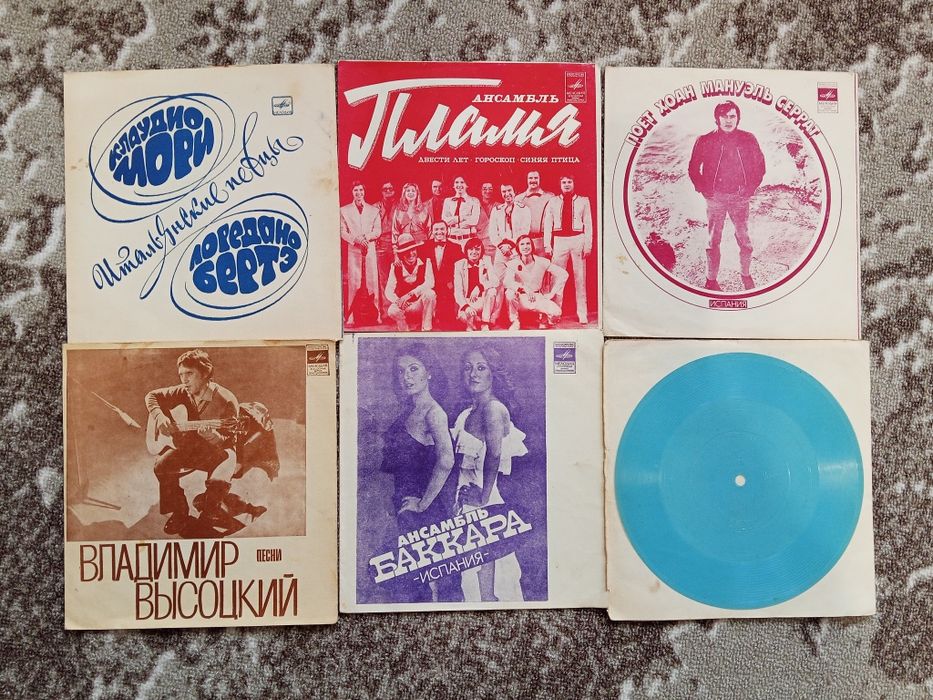 КЛАУДИО
МОРИ
Итальянские певцы
ЛОРЕДАНО
БЕРТЭ
АНСАМБЛЬ
Пламя
ДВЕСТИ ЛЕТ · ГОРОСКОП · СИНЯЯ ПТИЦА
ПОЕТ ХОАН МАНУЭЛЬ СЕРРАТ
ИСПАНИЯ
ВЛАДИМИР ПЕСНИ
ВЫСОЦКИЙ
АНСАМБЛЬ
БАККАРА
-ИСПАНИЯ-